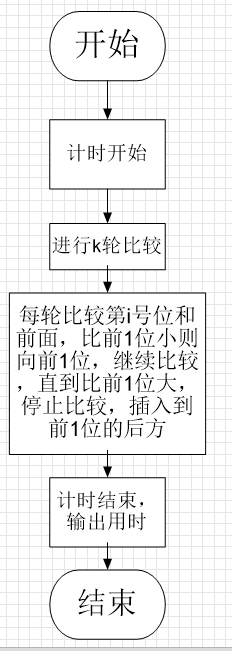 开始
计时开始
进行k轮比较
每轮比较第i号位和
前面，比前1位小则
向前1位，继续比较
，直到比前1位大，
停止比较，插入到
前1位的后方
计时结束，
输出用时
结束